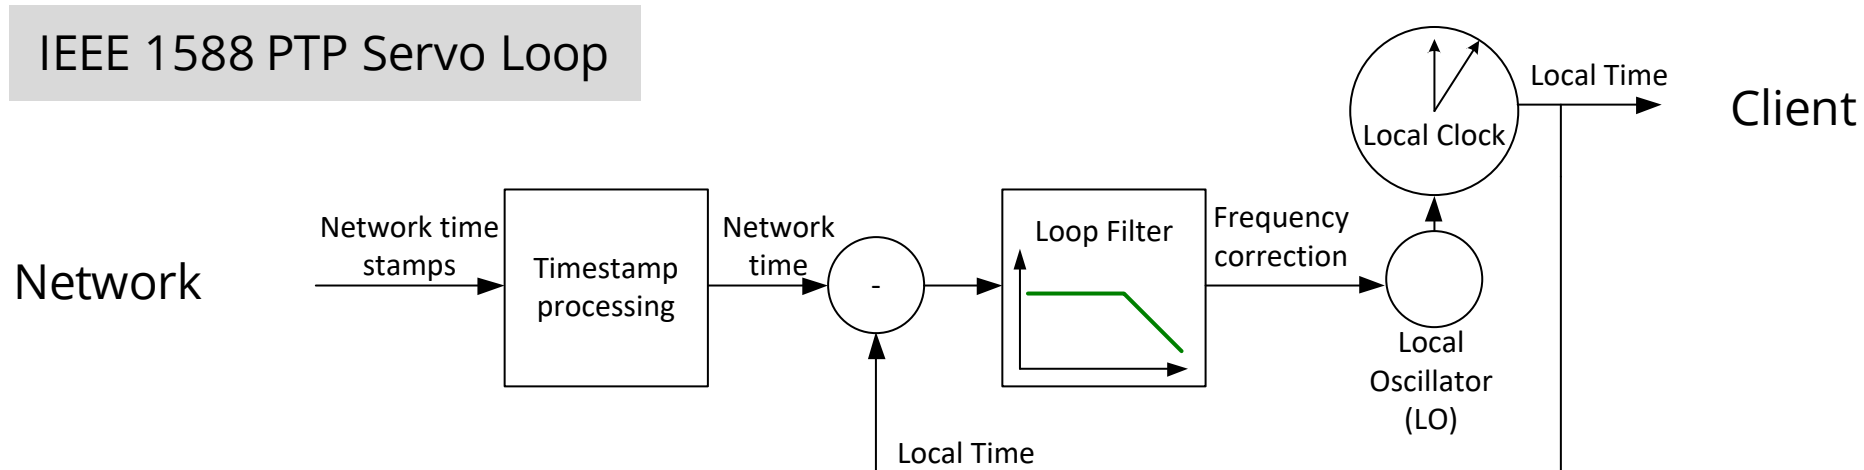 IEEE 1588 PTP Servo Loop
Local Time
Client
Local Clock
Network
Network time
stamps
Timestamp
processing
Network
time
-
Loop Filter
Frequency
correction
Local
Oscillator
(LO)
Local Time